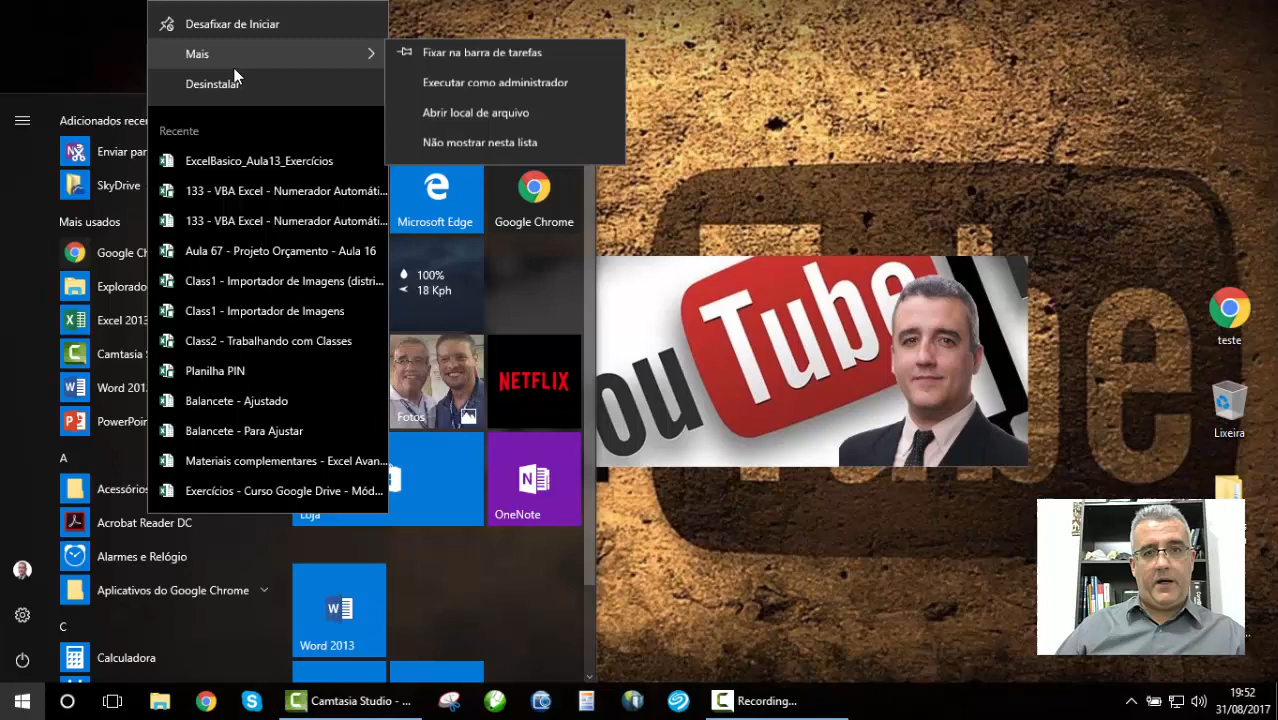 Desafixar de Iniciar
Mais
Desinstalar
Fixar na barra de tarefas
Executar como administrador
Abrir local de arquivo
Não mostrar nesta lista
Recente
ExcelBasico_Aula13_Exercícios
133 - VBA Excel - Numerador Automáti...
133 - VBA Excel - Numerador Automáti...
Aula 67 - Projeto Orçamento - Aula 16
Class1 - Importador de Imagens (distri...
Class1 - Importador de Imagens
Class2 - Trabalhando com Classes
Planilha PIN
Balancete - Ajustado
Balancete - Para Ajustar
Materiais complementares - Excel Avan...
Exercícios - Curso Google Drive - Mód...
Adicionados recen
Enviar par
SkyDrive
Mais usados
Google Ch
Explorado
Excel 2013
Camtasia S
Word 201
PowerPoin
A
Acessórios
Acrobat Reader DC
Alarmes e Relógio
Aplicativos do Google Chrome
C
Calculadora
Microsoft Edge
Google Chrome
100%
18 Kph
Fotos
NETFLIX
Loja
OneNote
Word 2013
ou Tube
teste
Lixeira
Camtasia Studio - ...
Recording...
19:52
31/08/2017